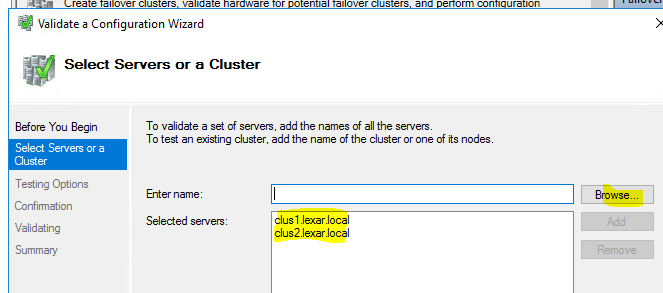 Create failover clusters, validate hardware for potential failover clusters, and perform configuration
Failover
Validate a Configuration Wizard
Select Servers or a Cluster
Before You Begin
Select Servers or a Cluster
Testing Options
Confirmation
Validating
Summary
To validate a set of servers, add the names of all the servers.
To test an existing cluster, add the name of the cluster or one of its nodes.
Enter name:
Browse...
Selected servers:
clus1.lexar.local
clus2.lexar.local
Add
Remove